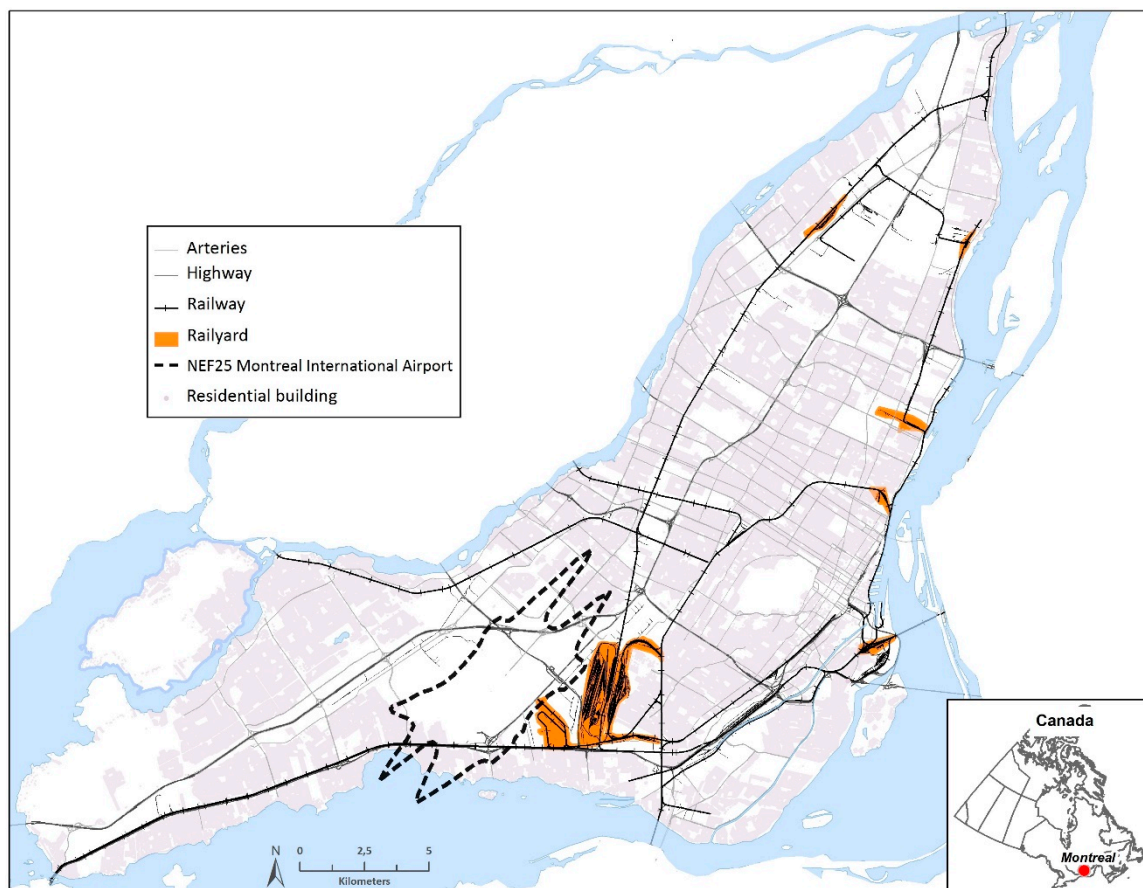 Arteries
Highway
Railway
Railyard
NEF25 Montreal International Airport
Residential building
N
0 2,5 5
Kilometers
Canada
Montreal